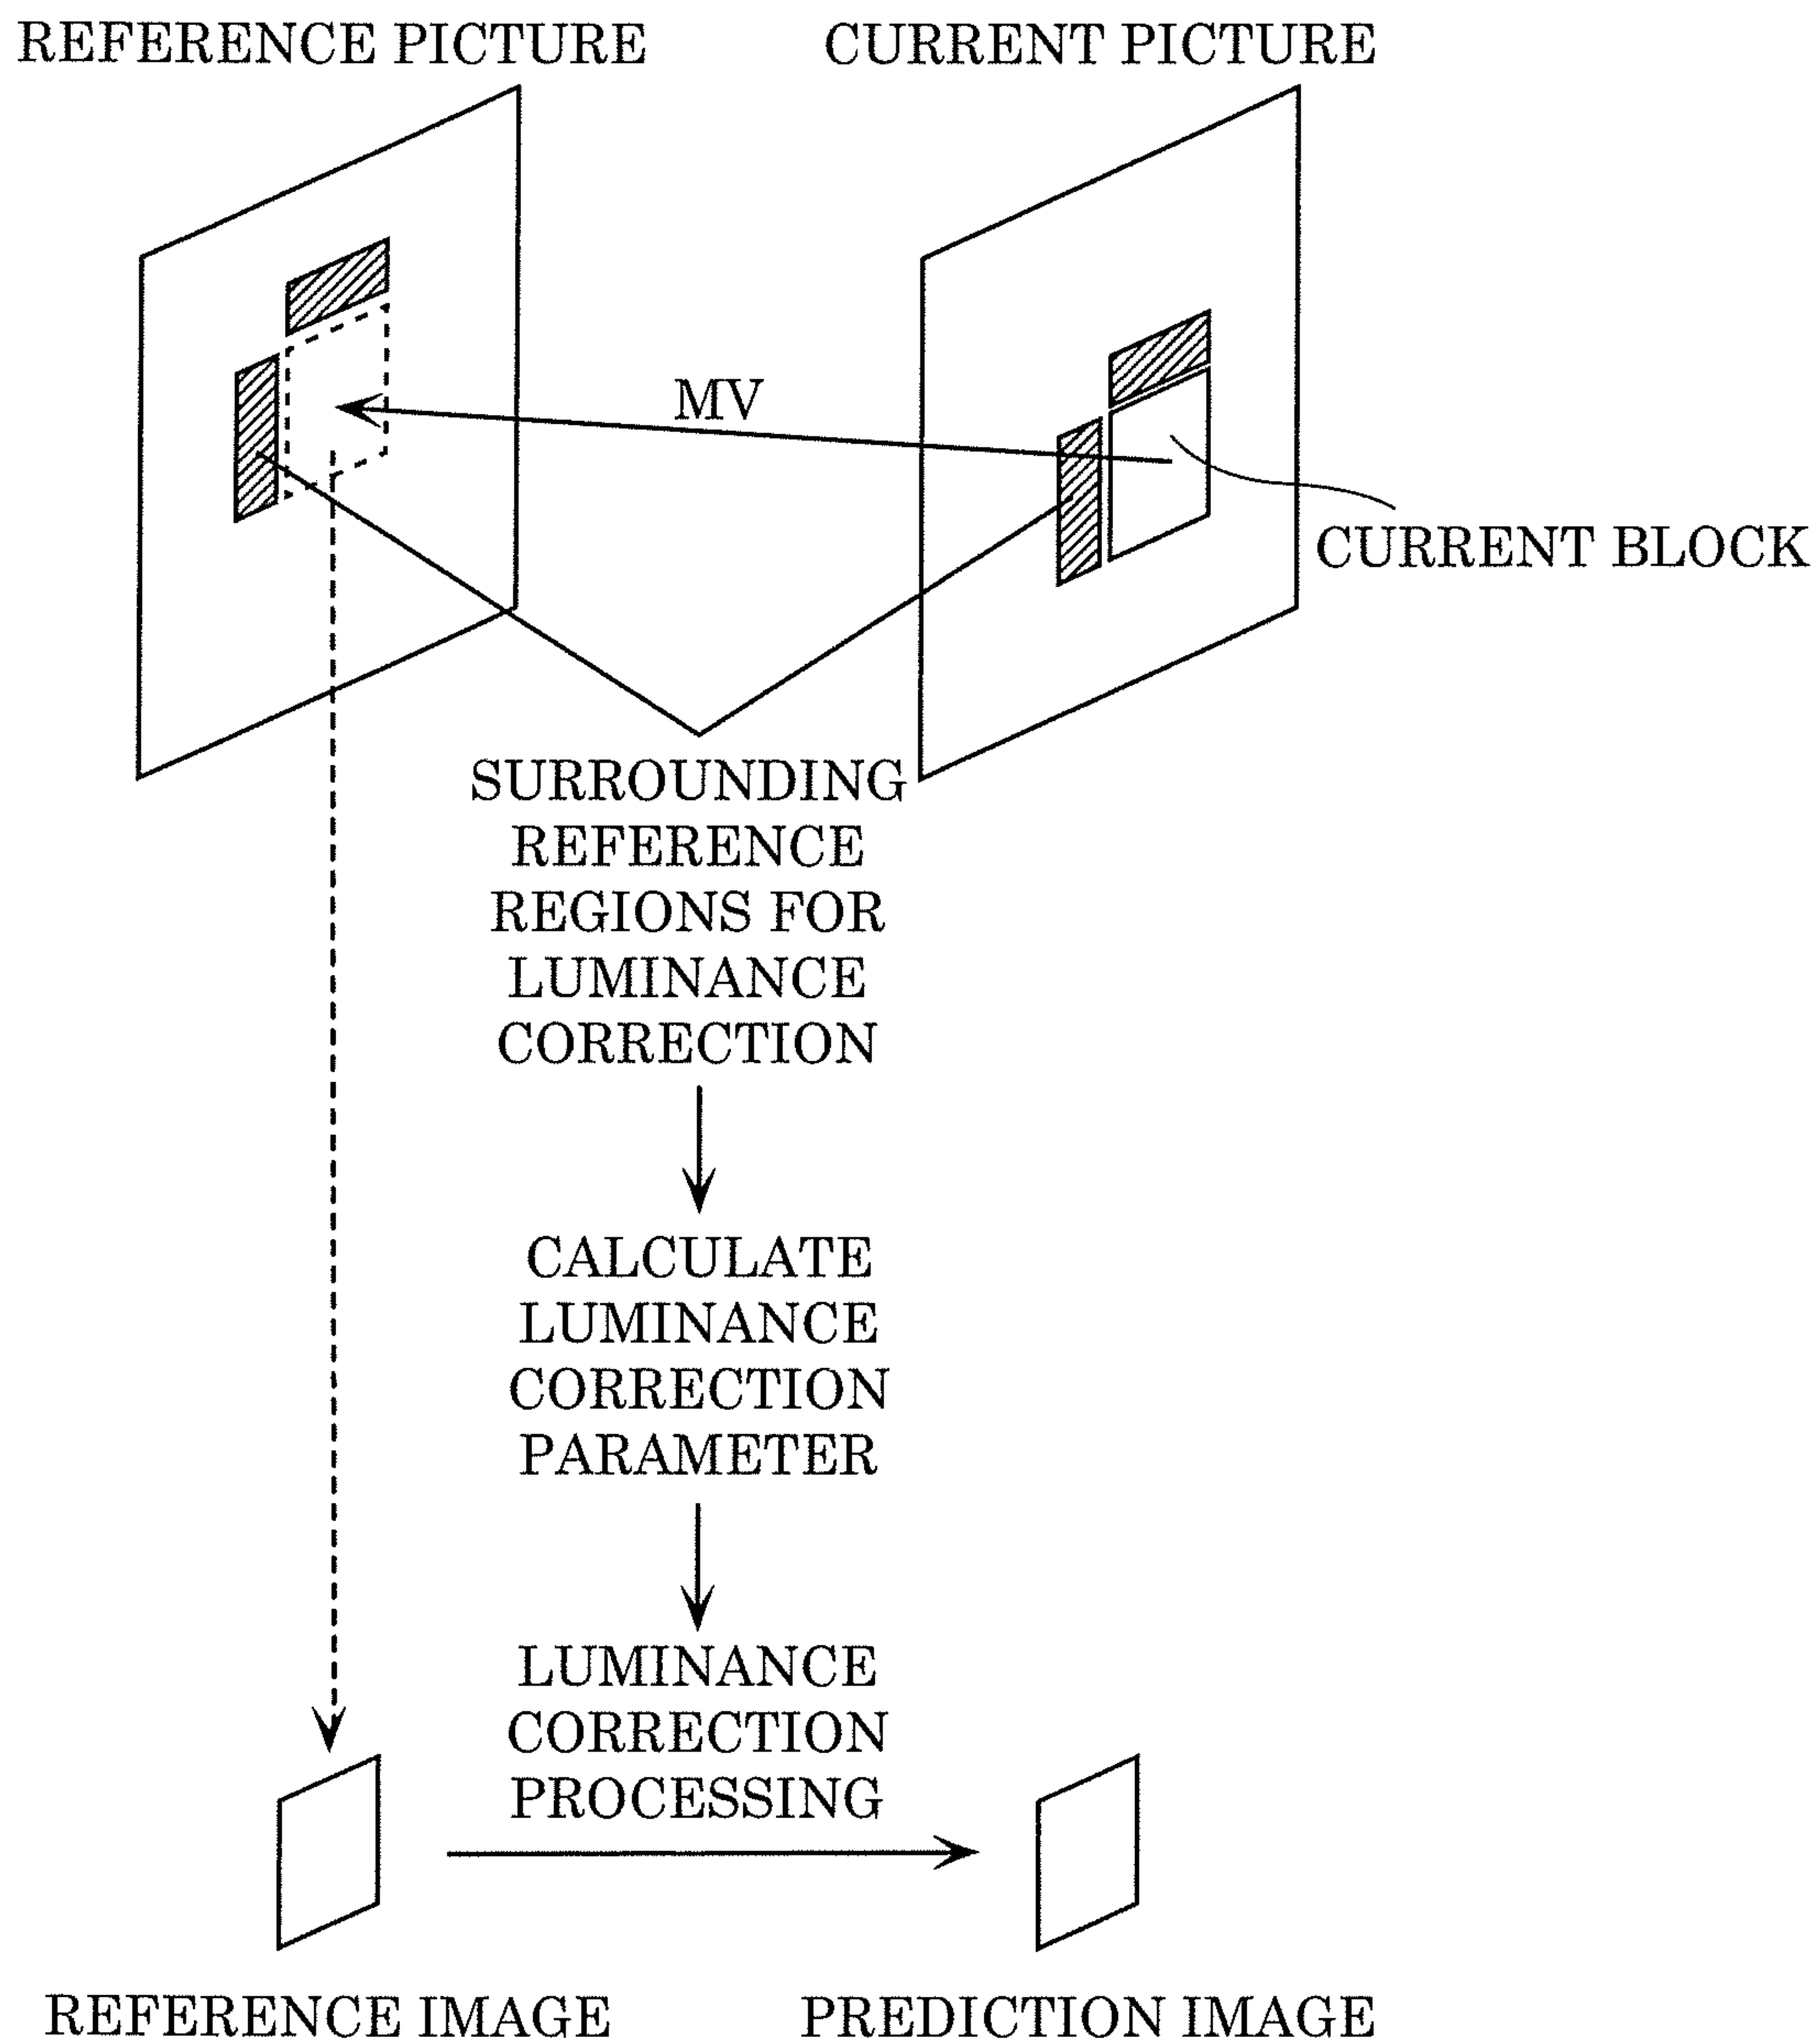 REFERENCE PICTURE
CURRENT PICTURE
MV
CURRENT BLOCK
SURROUNDING
REFERENCE
REGIONS FOR
LUMINANCE
CORRECTION
CALCULATE
LUMINANCE
CORRECTION
PARAMETER
LUMINANCE
CORRECTION
PROCESSING
REFERENCE IMAGE
PREDICTION IMAGE